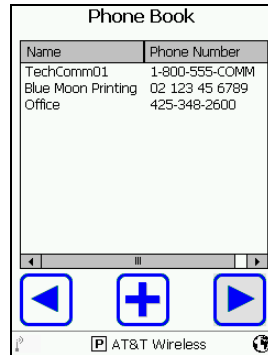 Phone Book
Name Phone Number
TechComm01 1-800-555-COMM
Blue Moon Printing 02 123 45 6789
Office 425-348-2600
P AT&T Wireless